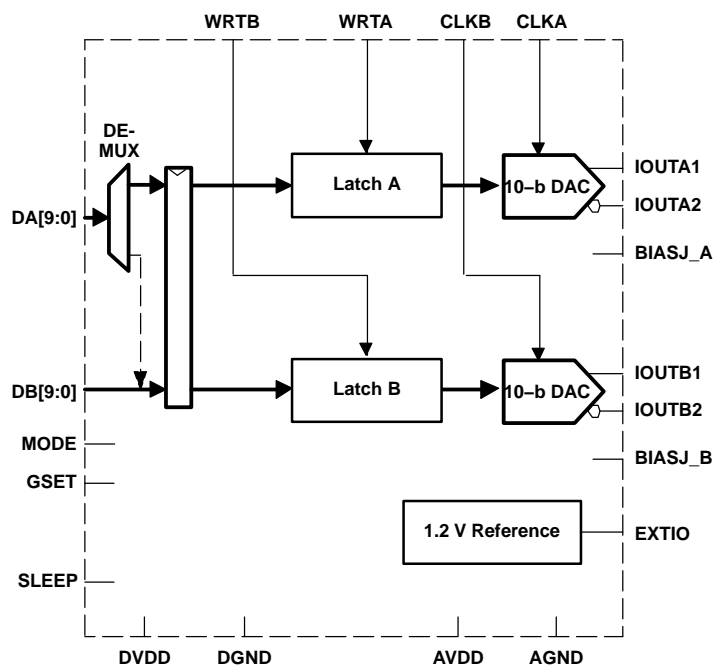 WRTB WRTA CLKB CLKA
DE-
MUX
IOUTA1
Latch A
10–b DAC
IOUTA2
DA[9:0]
BIASJ_A
IOUTB1
DB[9:0]
Latch B
10–b DAC
IOUTB2
MODE
BIASJ_B
GSET
1.2 V Reference
EXTIO
SLEEP
DVDD DGND AVDD AGND